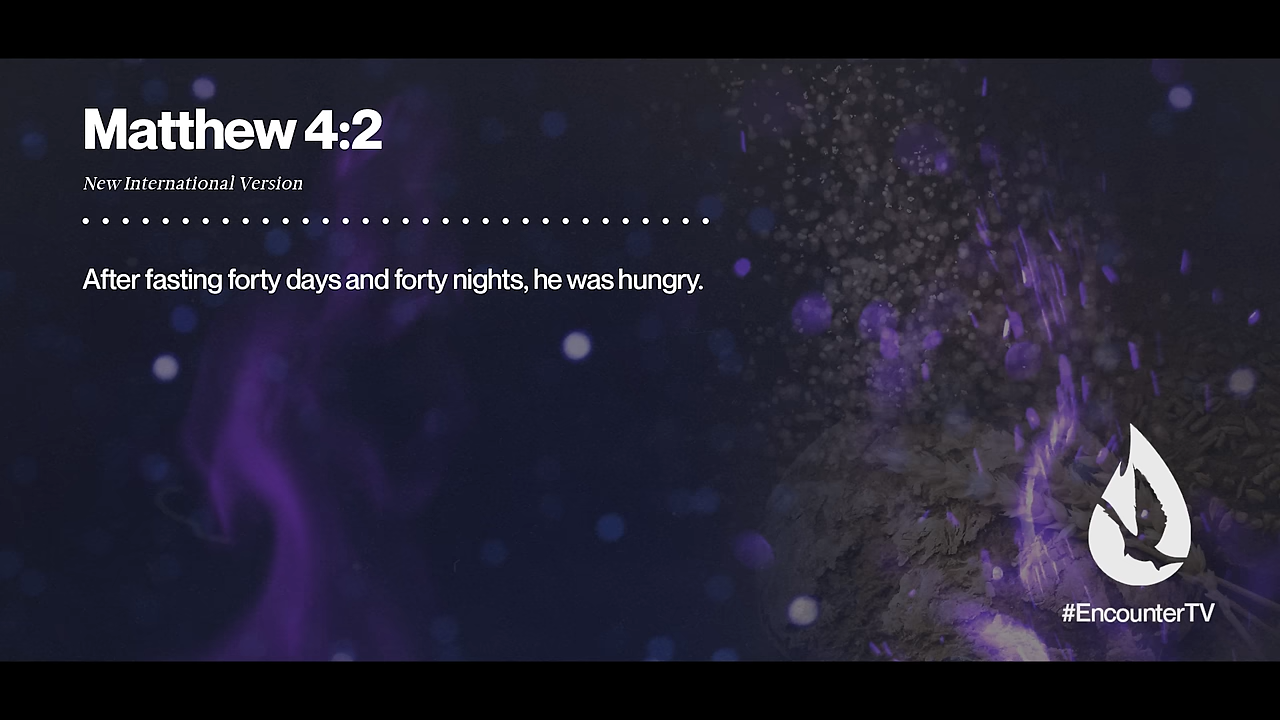 Matthew 4:2
New International Version
After fasting forty days and forty nights, he was hungry.
#EncounterTV